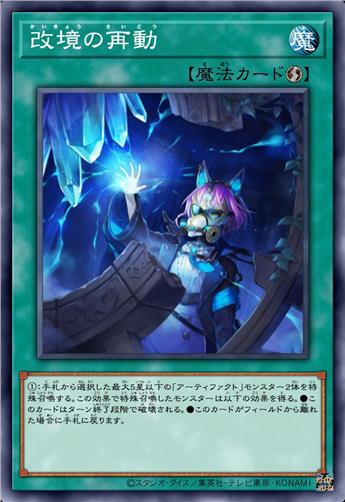 改境の再動
魔
【魔法カード】
①:手札から選択した最大5星以下の「アーティファクト」モンスター2体を特
殊召喚する。この効果で特殊召喚したモンスターは以下の効果を得る。●こ
のカードはターン終了段階で破壊される。●このカードがフィールドから離れ
た場合に手札に戻ります。
©スタジオ・ダイス/集英社・テレビ東京・KONAMI